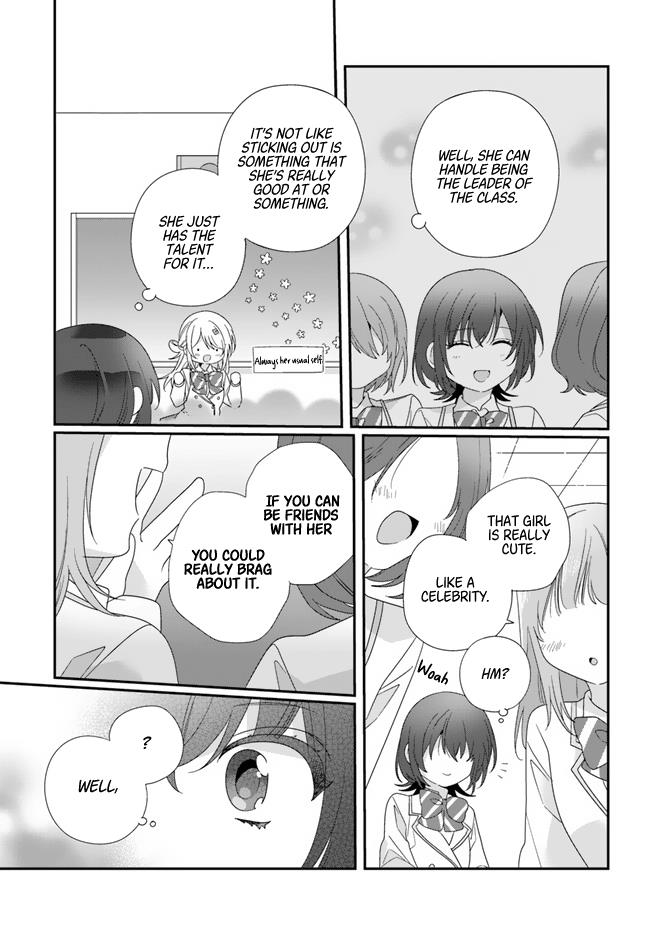 WELL, SHE CAN
HANDLE BEING
THE LEADER OF
THE CLASS.
IT'S NOT LIKE
STICKING OUT IS
SOMETHING THAT
SHE'S REALLY
GOOD AT OR
SOMETHING.
SHE JUST
HAS THE
TALENT
FOR IT...
Always her usual self
THAT GIRL
IS REALLY
CUTE.
LIKE A
CELEBRITY.
HM?
Woah
IF YOU CAN
BE FRIENDS
WITH HER
YOU COULD
REALLY BRAG
ABOUT IT.
?
WELL,